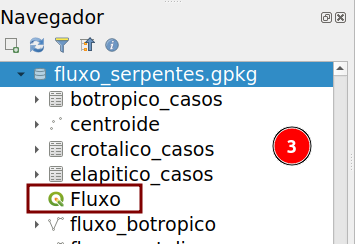 Navegador
fluxo_serpentes.gpkg
botropico_casos
centroide
crotalico_casos
3
elapitico_casos
Fluxo
fluxo_botropico